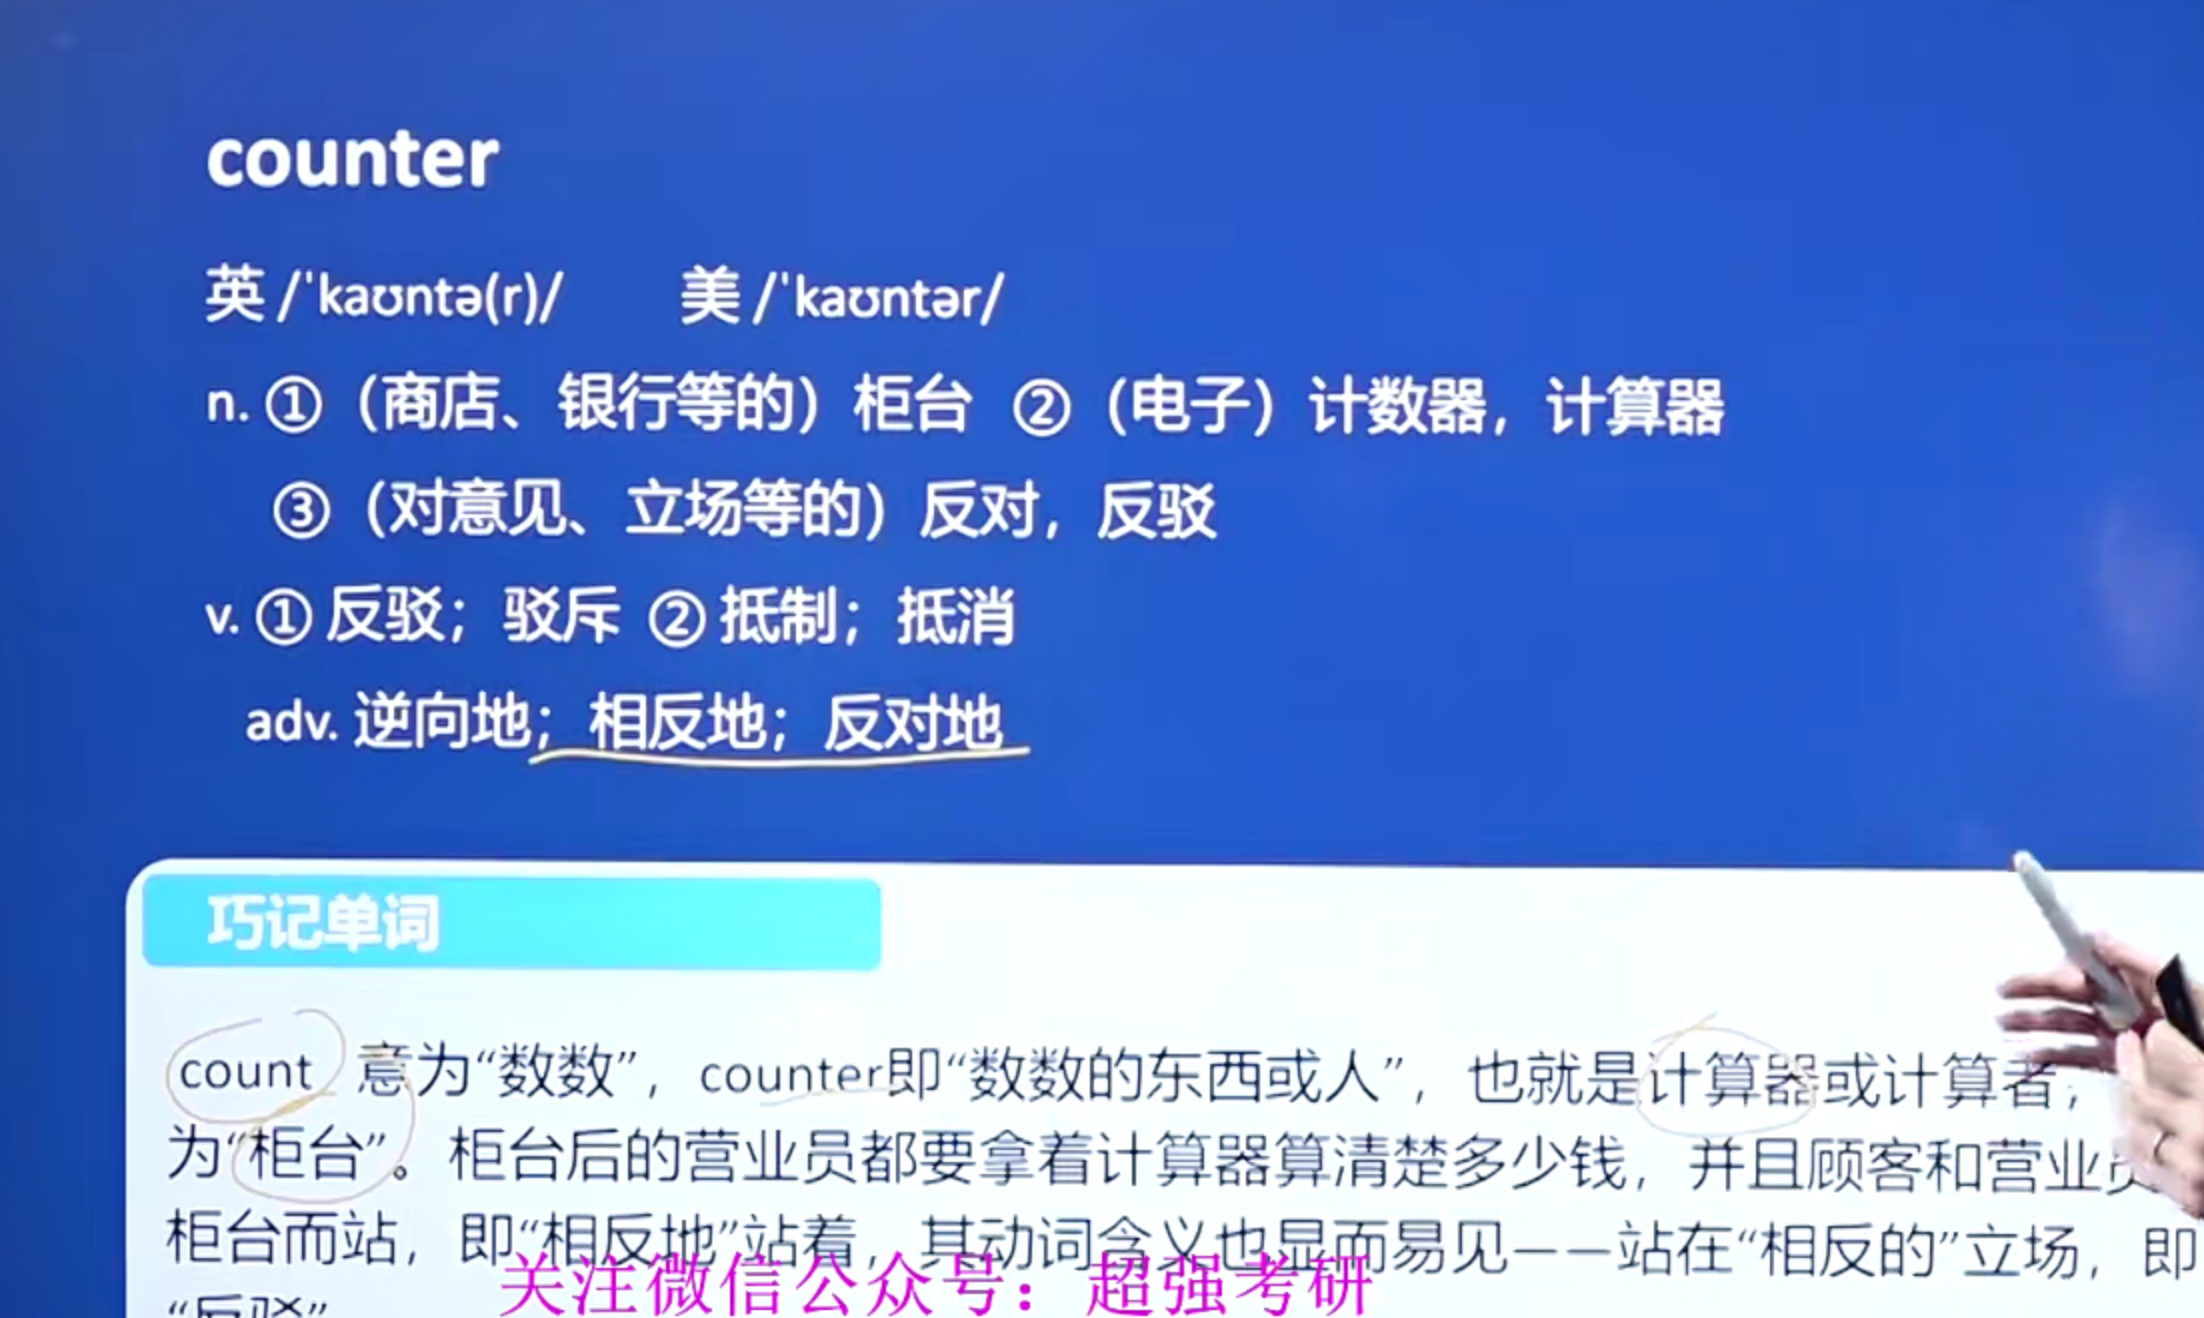 counter
英 /ˈkaʊntə(r)/ 美 /ˈkaʊntər/
n. ①（商店、银行等的）柜台 ②（电子）计数器，计算器
③（对意见、立场等的）反对，反驳
v. ①反驳；驳斥 ②抵制；抵消
adv. 逆向地；相反地；反对地
巧记单词
count 意为“数数”，counter即“数数的东西或人”，也就是计算器或计算者；
为“柜台”。柜台后的营业员都要拿着计算器算清楚多少钱，并且顾客和营业员
柜台而站，即“相反地”站着，其动词含义也显而易见——站在“相反的”立场，即
“反驳”
关注微信公众号：超强考研